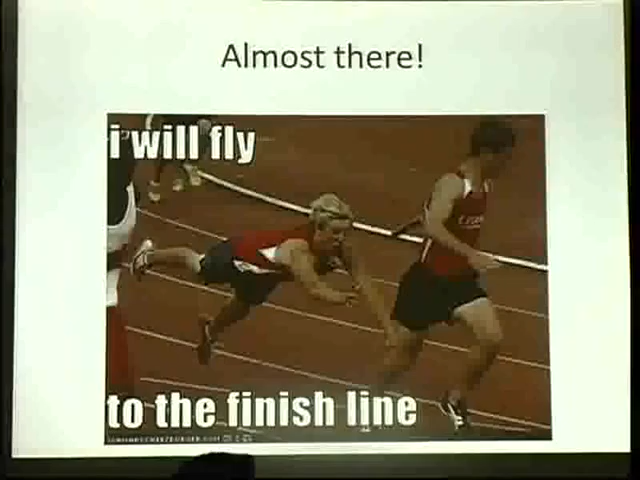 Almost there!
i will fly
to the finish line